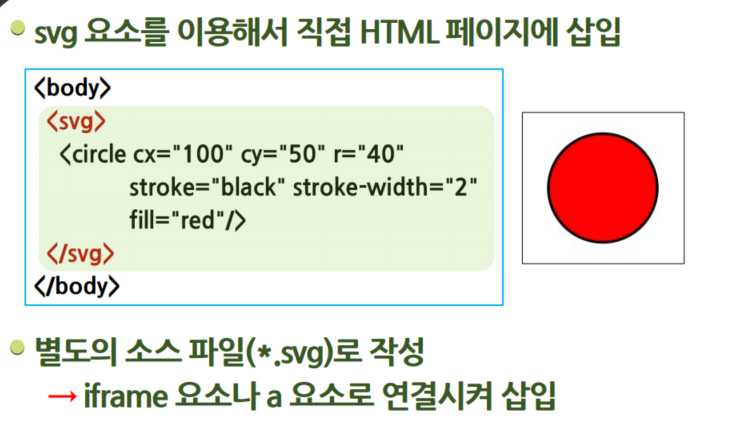 svg 요소를 이용해서 직접 HTML 페이지에 삽입
<body>
<svg>
<circle cx="100" cy="50" r="40"
stroke="black" stroke-width="2"
fill="red"/>
</svg>
</body>
별도의 소스 파일(*.svg)로 작성
→ iframe 요소나 a 요소로 연결시켜 삽입